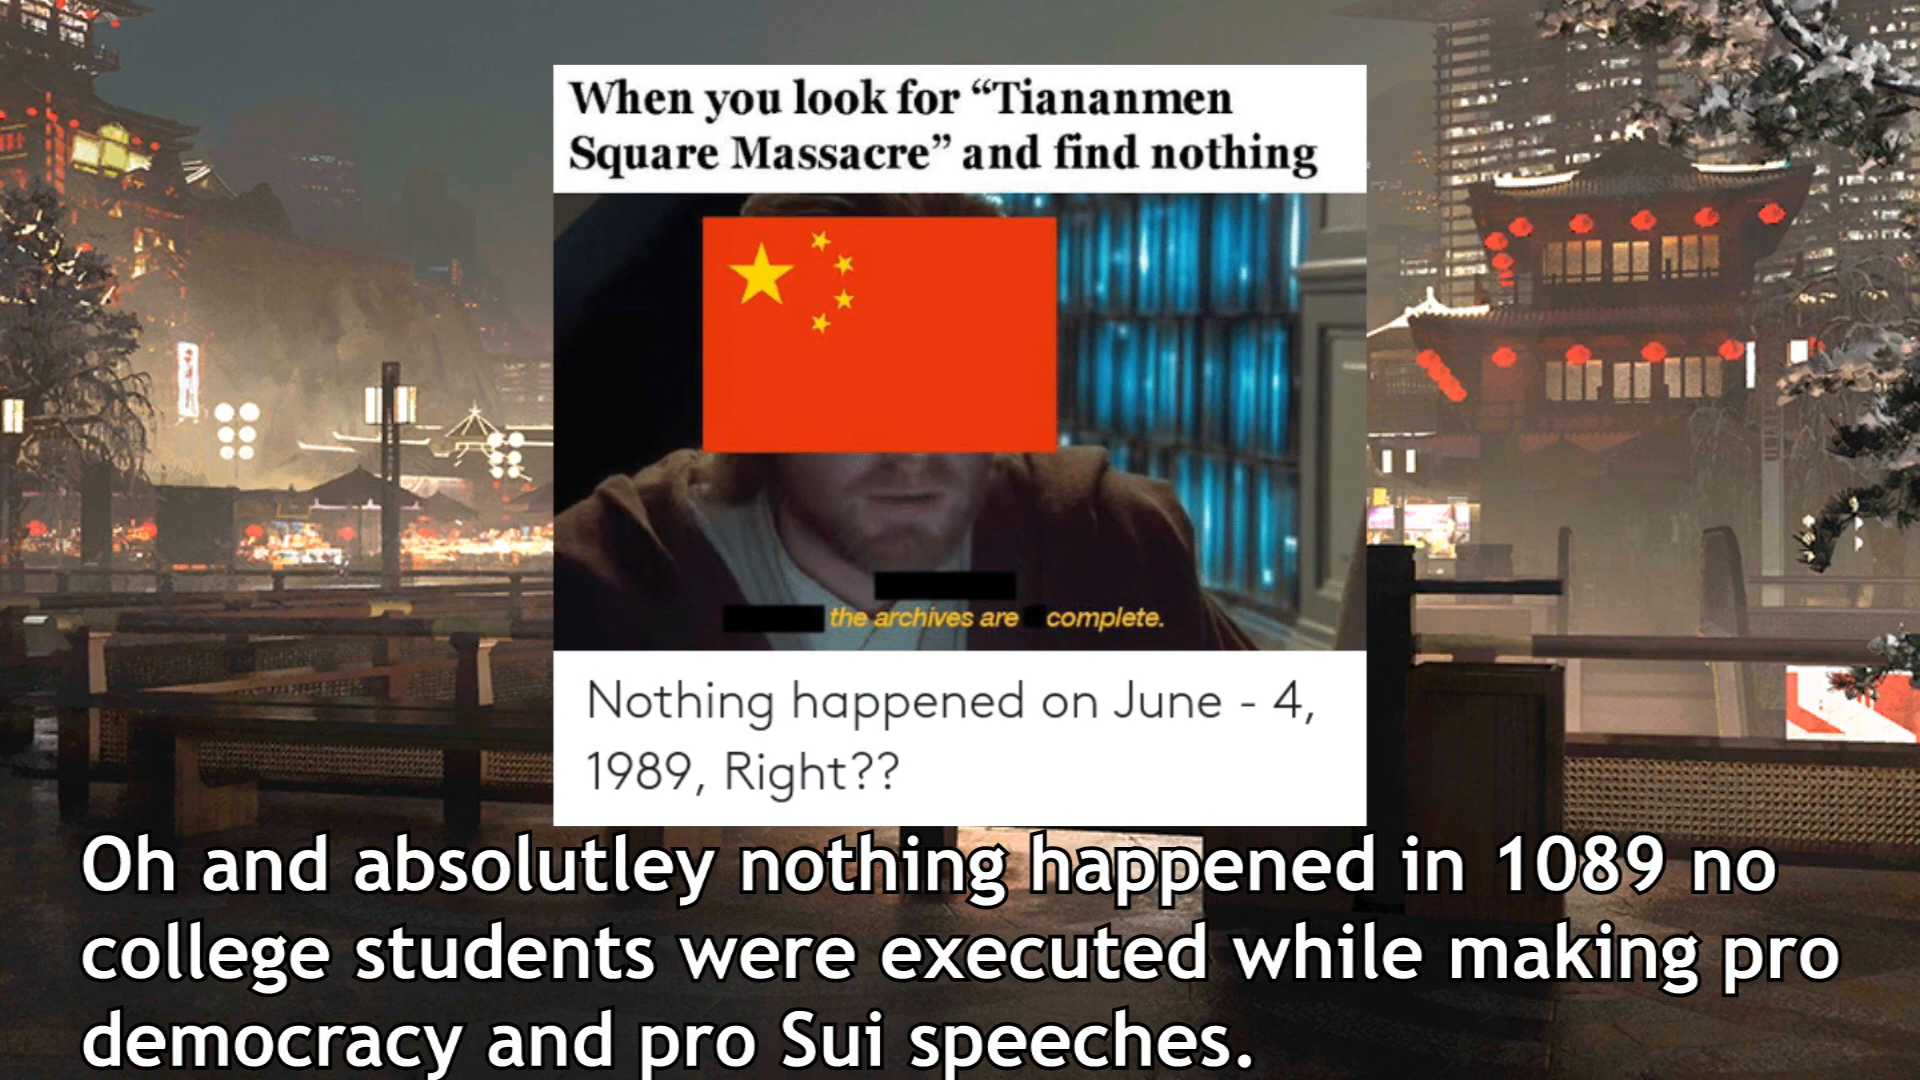 When you look for “Tiananmen
Square Massacre” and find nothing
the archives are complete.
Nothing happened on June - 4,
1989, Right??
Oh and absolutley nothing happened in 1089 no
college students were executed while making pro
democracy and pro Sui speeches.